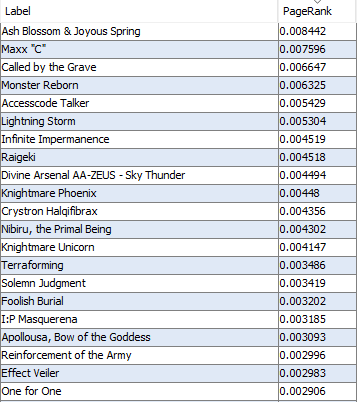 Label PageRank
Ash Blossom & Joyous Spring 0.008442
Maxx "C" 0.007596
Called by the Grave 0.006647
Monster Reborn 0.006325
Accesscode Talker 0.005429
Lightning Storm 0.005304
Infinite Impermanence 0.004519
Raigeki 0.004518
Divine Arsenal AA-ZEUS - Sky Thunder 0.004494
Knightmare Phoenix 0.00448
Crystron Halqifibrax 0.004356
Nibiru, the Primal Being 0.004302
Knightmare Unicorn 0.004147
Terraforming 0.003486
Solemn Judgment 0.003419
Foolish Burial 0.003202
I:P Masquerena 0.003185
Apollousa, Bow of the Goddess 0.003093
Reinforcement of the Army 0.002996
Effect Veiler 0.002983
One for One 0.002906